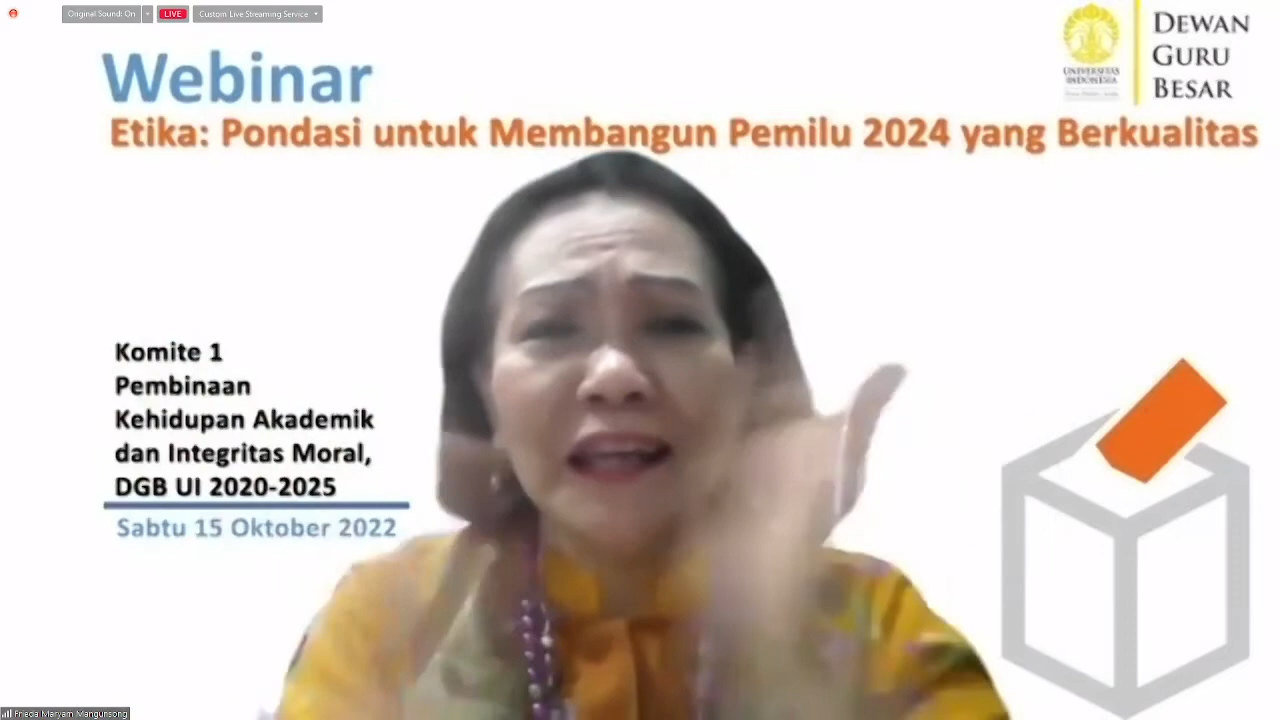 Original Sound: On
LIVE
Custom Live Streaming Service
Webinar
Etika: Pondasi untuk Membangun Pemilu 2024 yang Berkualitas
UNIVERSITAS
INDONESIA
DEWAN
GURU
BESAR
Komite 1
Pembinaan
Kehidupan Akademik
dan Integritas Moral,
DGB UI 2020-2025
Sabtu 15 Oktober 2022
Frieda Maryam Mangunsong